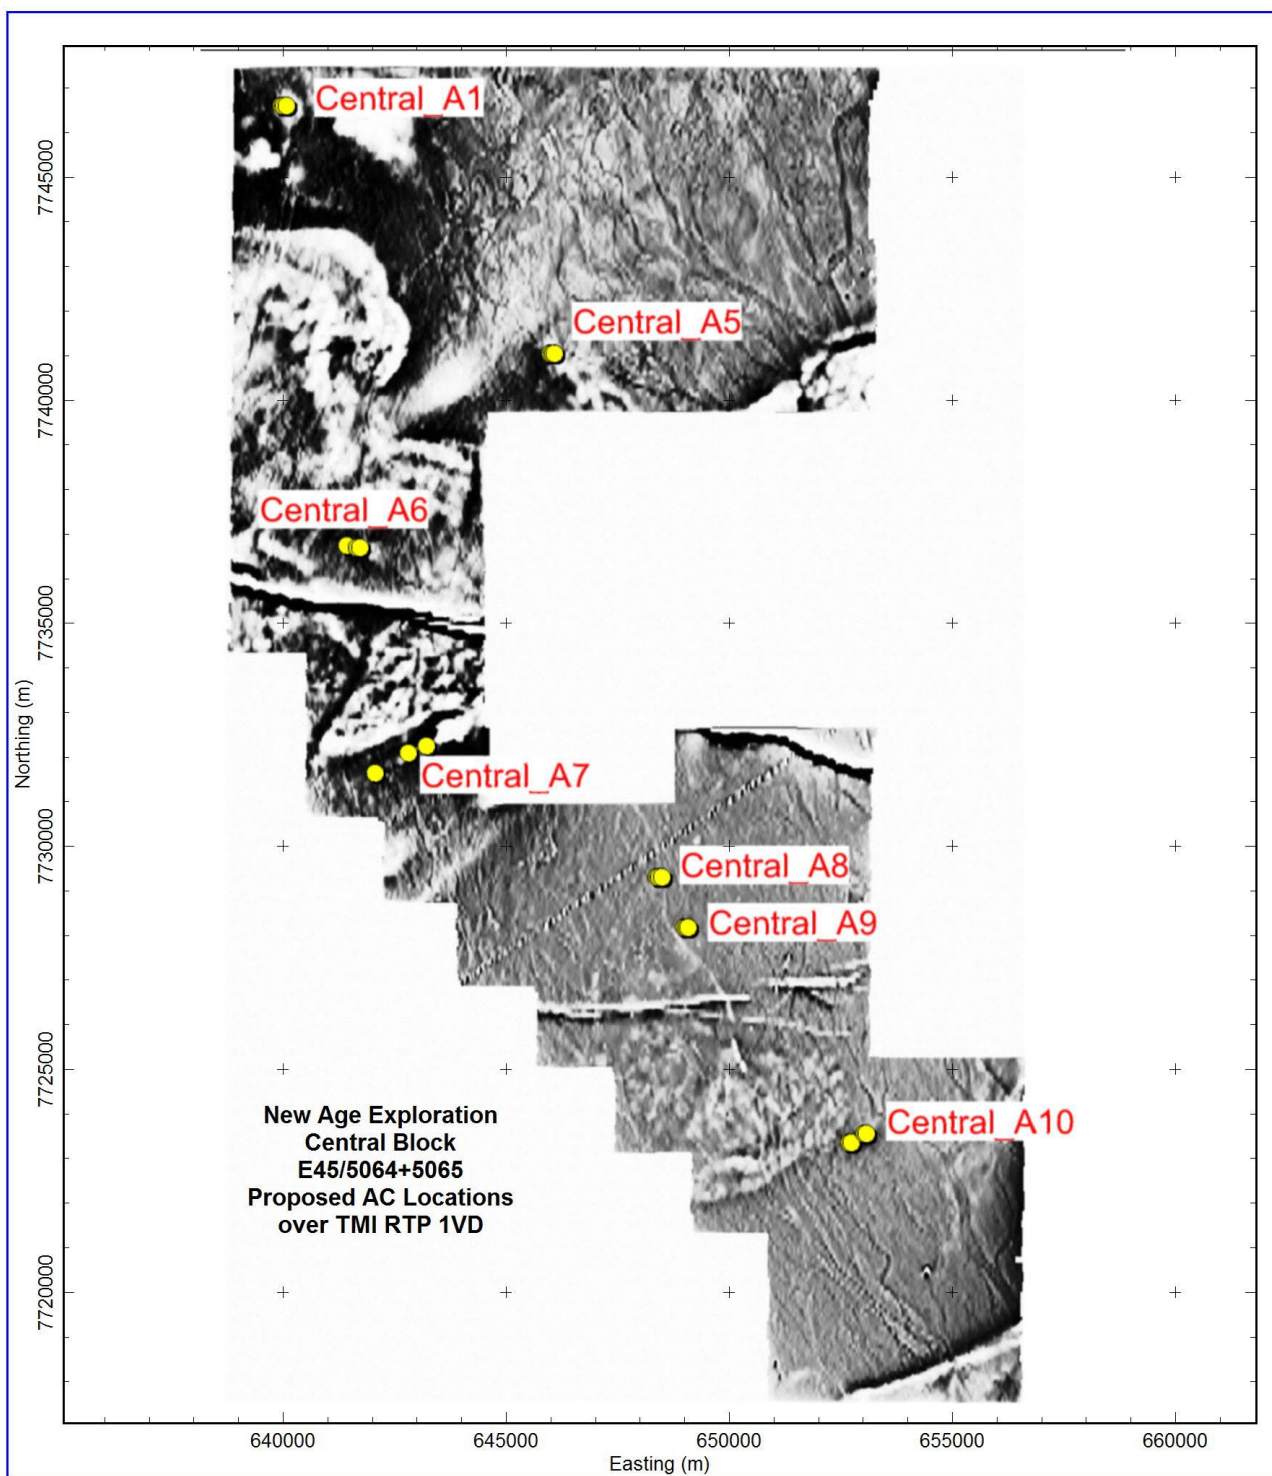 Central_A1
7745000
Central_A5
7740000
Central_A6
7735000
Northing (m)
Central_A7
7730000
Central_A8
Central_A9
7725000
Central_A10
New Age Exploration
Central Block
E45/5064+5065
Proposed AC Locations
over TMI RTP 1VD
7720000
640000 645000 650000 655000 660000
Easting (m)